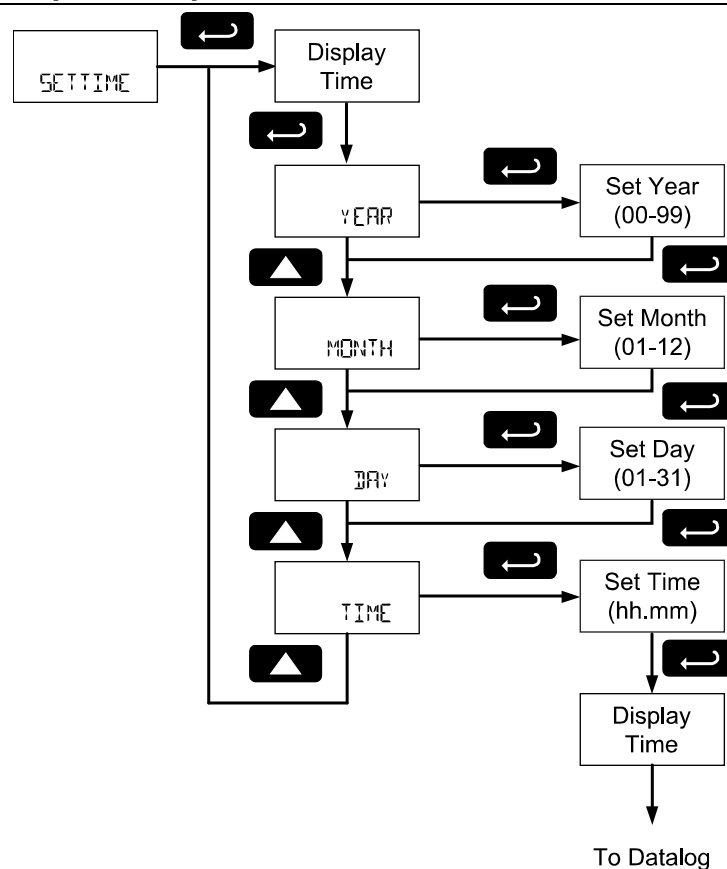 SETTIME
Display
Time
YEAR
Set Year
(00-99)
MONTH
Set Month
(01-12)
DAY
Set Day
(01-31)
TIME
Set Time
(hh.mm)
Display
Time
To Datalog